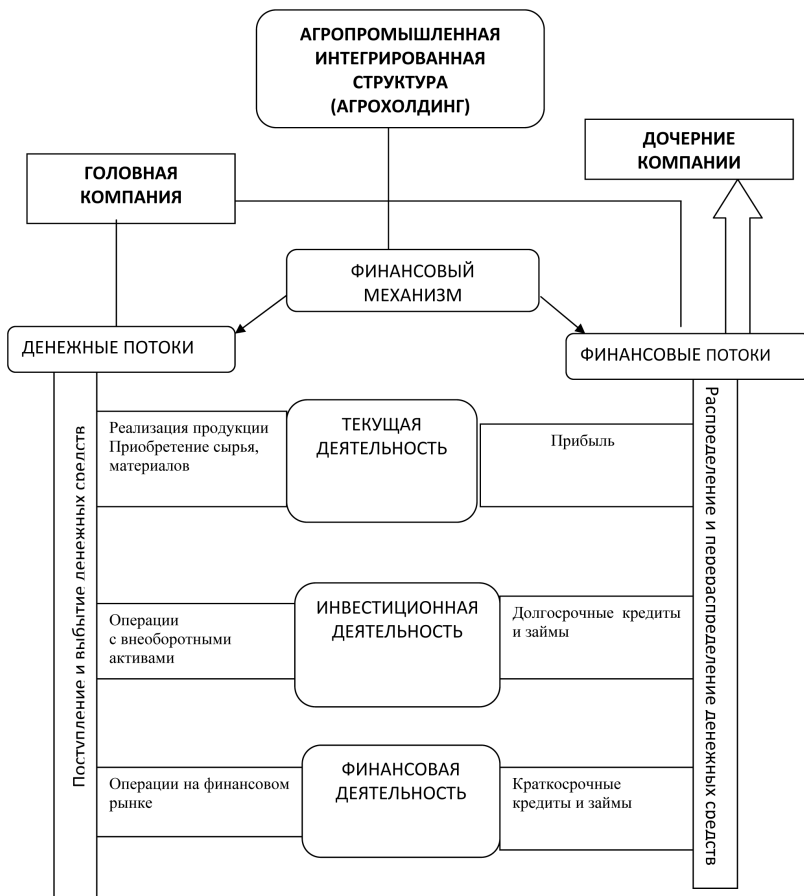 АГРОПРОМЫШЛЕННАЯ
ИНТЕГРИРОВАННАЯ
СТРУКТУРА
(АГРОХОЛДИНГ)
ДОЧЕРНИЕ
КОМПАНИИ
ГОЛОВНАЯ
КОМПАНИЯ
ФИНАНСОВЫЙ
МЕХАНИЗМ
ДЕНЕЖНЫЕ ПОТОКИ
ФИНАНСОВЫЕ ПОТОКИ
Поступление и выбытие денежных средств
Реализация продукции
Приобретение сырья,
материалов
ТЕКУЩАЯ
ДЕЯТЕЛЬНОСТЬ
Прибыль
Распределение и перераспределение денежных средств
Операции
с внеоборотными
активами
ИНВЕСТИЦИОННАЯ
ДЕЯТЕЛЬНОСТЬ
Долгосрочные кредиты
и займы
Операции на финансовом
рынке
ФИНАНСОВАЯ
ДЕЯТЕЛЬНОСТЬ
Краткосрочные
кредиты и займы